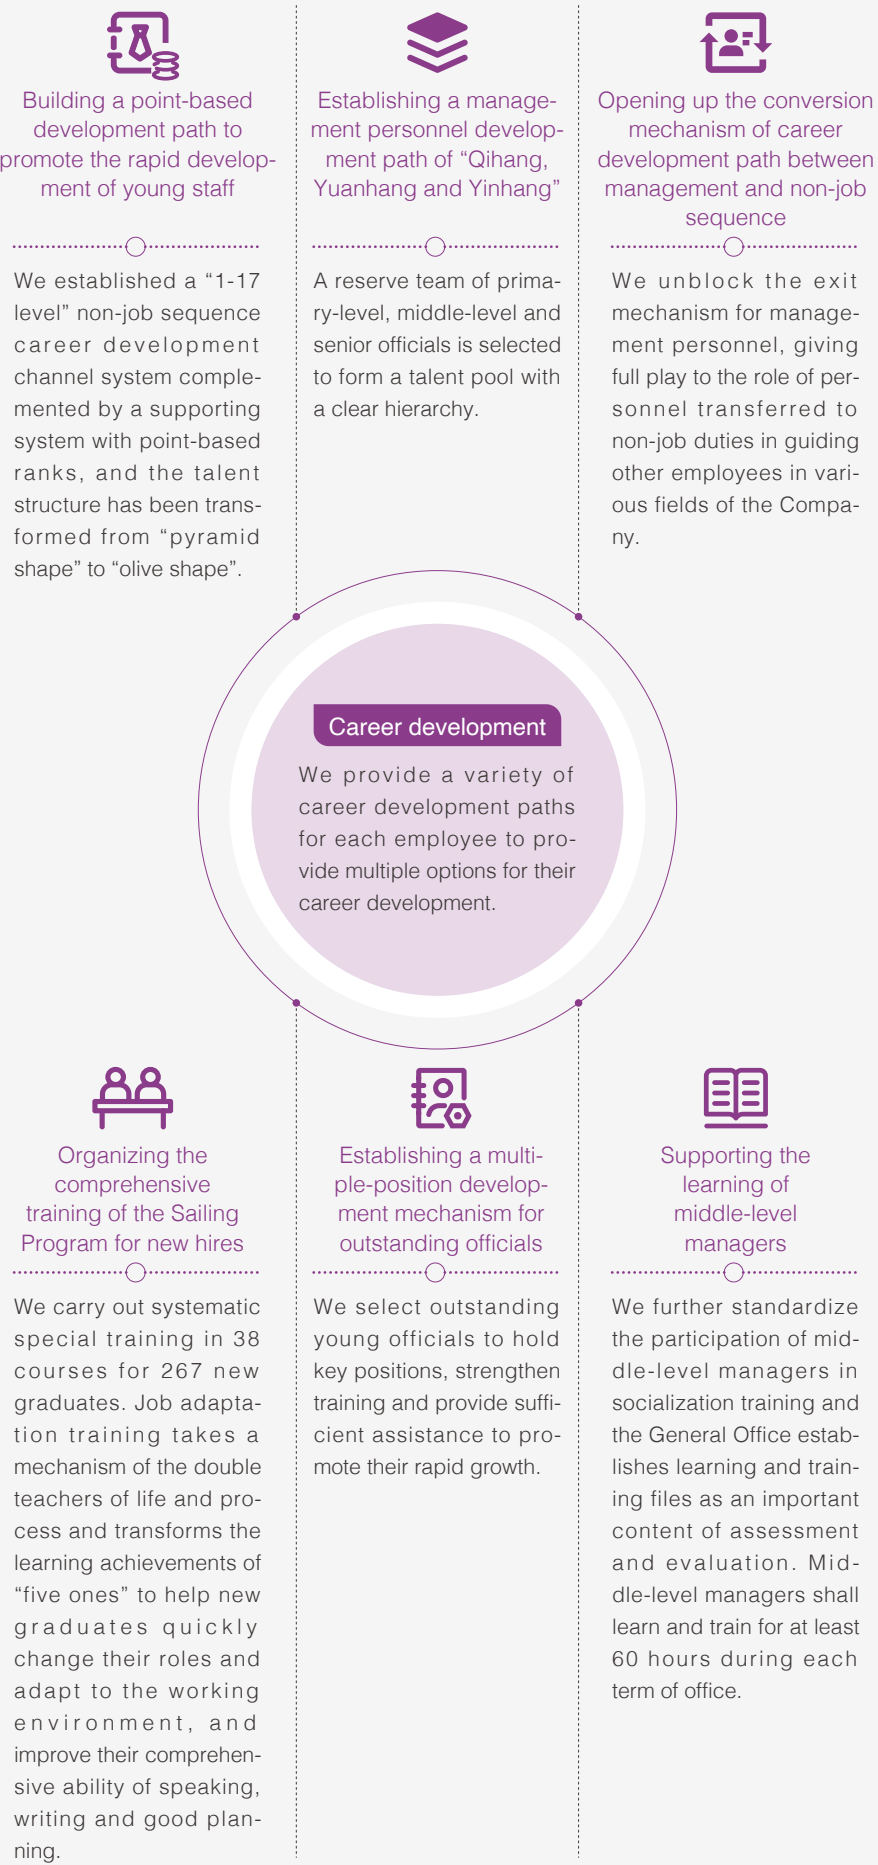 Building a point-based
development path to
promote the rapid develop-
ment of young staff
We established a “1-17
level” non-job sequence
career development
channel system comple-
mented by a supporting
system with point-based
ranks, and the talent
structure has been trans-
formed from “pyramid
shape” to “olive shape”.
Establishing a manage-
ment personnel develop-
ment path of “Qihang,
Yuanhang and Yinhang”
A reserve team of prima-
ry-level, middle-level and
senior officials is selected
to form a talent pool with
a clear hierarchy.
Opening up the conversion
mechanism of career
development path between
management and non-job
sequence
We unblock the exit
mechanism for manage-
ment personnel, giving
full play to the role of per-
sonnel transferred to
non-job duties in guiding
other employees in vari-
ous fields of the Compa-
ny.
Career development
We provide a variety of
career development paths
for each employee to pro-
vide multiple options for their
career development.
Organizing the
comprehensive
training of the Sailing
Program for new hires
We carry out systematic
special training in 38
courses for 267 new
graduates. Job adapta-
tion training takes a
mechanism of the double
teachers of life and pro-
cess and transforms the
learning achievements of
“five ones” to help new
graduates quickly
change their roles and
adapt to the working
environment, and
improve their comprehen-
sive ability of speaking,
writing and good plan-
ning.
Establishing a multi-
ple-position develop-
ment mechanism for
outstanding officials
We select outstanding
young officials to hold
key positions, strengthen
training and provide suffi-
cient assistance to pro-
mote their rapid growth.
Supporting the
learning of
middle-level
managers
We further standardize
the participation of mid-
dle-level managers in
socialization training and
the General Office estab-
lishes learning and train-
ing files as an important
content of assessment
and evaluation. Mid-
dle-level managers shall
learn and train for at least
60 hours during each
term of office.